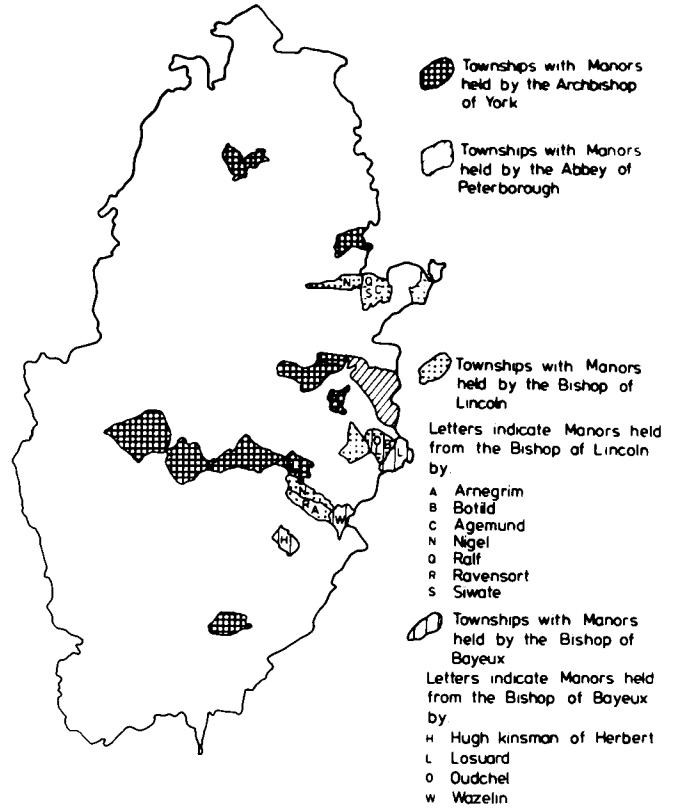 Townships with Manors
held by the Archbishop
of York
Townships with Manors
held by the Abbey of
Peterborough
N
Q
S C
Townships with Manors
held by the Bishop of
Lincoln
Letters indicate Manors held
from the Bishop of Lincoln
by.
A Arnegrim
B Botild
C Agemund
N Nigel
Q Ralf
R Ravensort
S Siwate
O B L
N
R A
W
H
Townships with Manors
held by the Bishop of
Bayeux
Letters indicate Manors held
from the Bishop of Bayeux
by.
H Hugh kinsman of Herbert
L Losuard
O Oudchel
W Wazelin